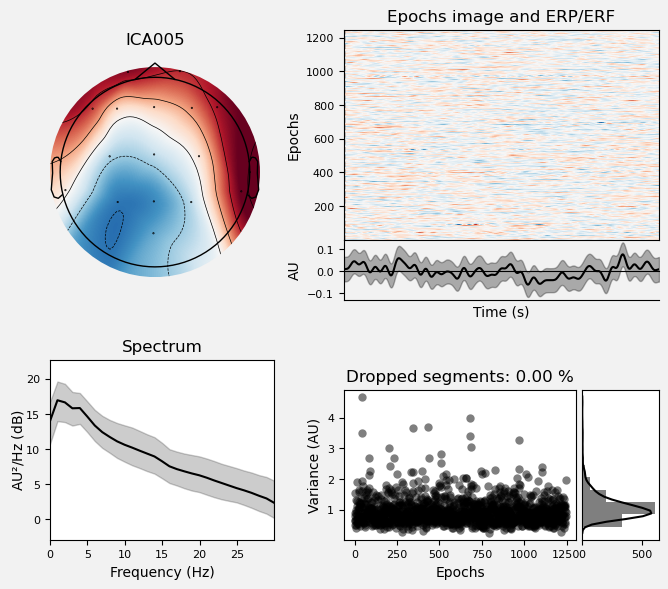 ICA005
Epochs image and ERP/ERF
1200
1000
800
600
400
200
Epochs
0.1
0.0
−0.1
AU
Time (s)
Spectrum
20
15
10
5
0
AU²/Hz (dB)
0 5 10 15 20 25
Frequency (Hz)
Dropped segments: 0.00 %
4
3
2
1
Variance (AU)
0 250 500 750 1000 1250 0 500
Epochs